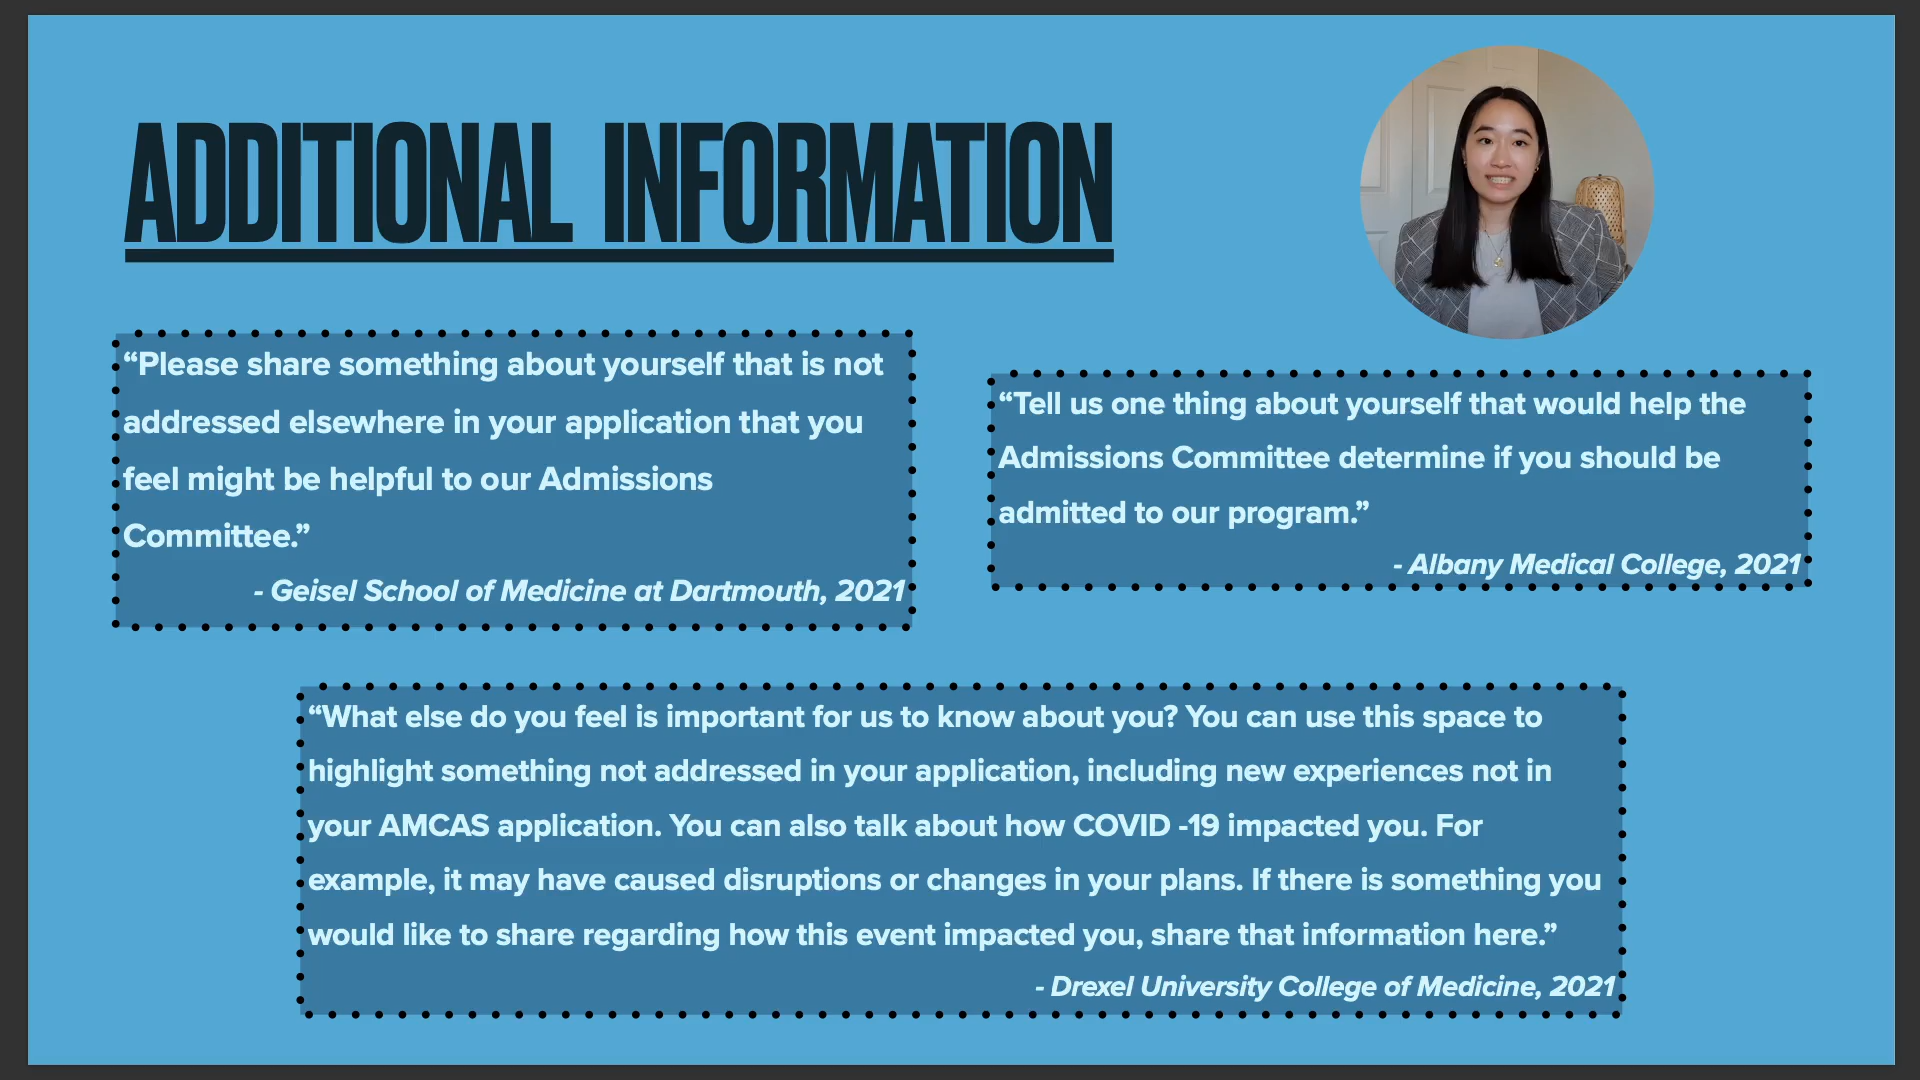 ADDITIONAL INFORMATION
“Please share something about yourself that is not
addressed elsewhere in your application that you
feel might be helpful to our Admissions
Committee.”
- Geisel School of Medicine at Dartmouth, 2021
“Tell us one thing about yourself that would help the
Admissions Committee determine if you should be
admitted to our program.”
- Albany Medical College, 2021
“What else do you feel is important for us to know about you? You can use this space to
highlight something not addressed in your application, including new experiences not in
your AMCAS application. You can also talk about how COVID -19 impacted you. For
example, it may have caused disruptions or changes in your plans. If there is something you
would like to share regarding how this event impacted you, share that information here.”
- Drexel University College of Medicine, 2021